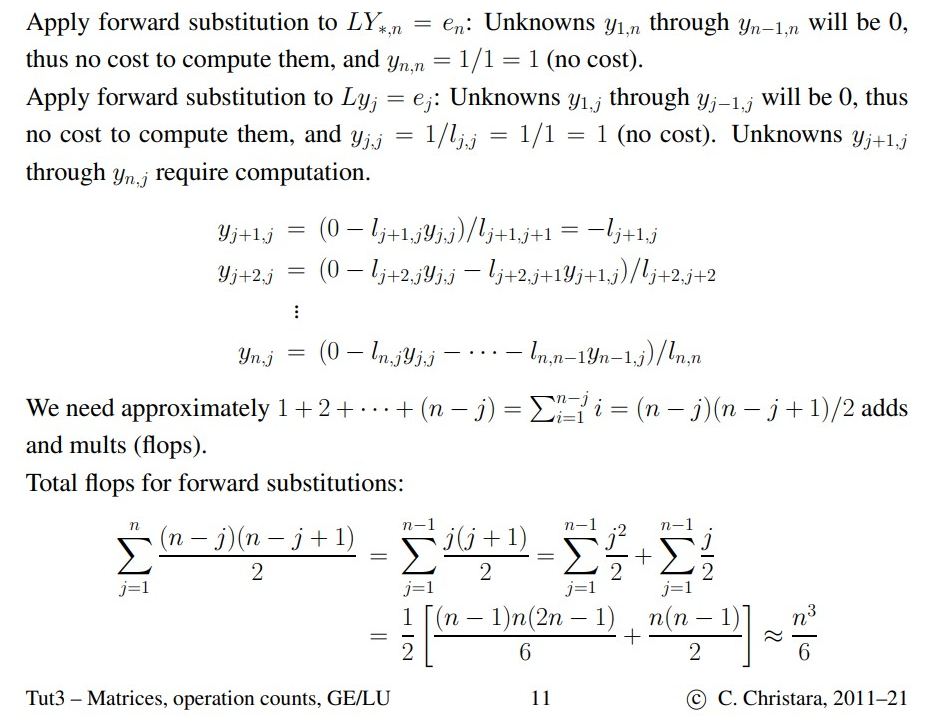 Apply forward substitution to $LY_{*,n} = e_n$: Unknowns $y_{1,n}$ through $y_{n-1,n}$ will be 0,
thus no cost to compute them, and $y_{n,n} = 1/1 = 1$ (no cost).
Apply forward substitution to $Ly_j = e_j$: Unknowns $y_{1,j}$ through $y_{j-1,j}$ will be 0, thus
no cost to compute them, and $y_{j,j} = 1/l_{j,j} = 1/1 = 1$ (no cost). Unknowns $y_{j+1,j}$
through $y_{n,j}$ require computation.
$y_{j+1,j} = (0 - l_{j+1,j}y_{j,j})/l_{j+1,j+1} = -l_{j+1,j}$
$y_{j+2,j} = (0 - l_{j+2,j}y_{j,j} - l_{j+2,j+1}y_{j+1,j})/l_{j+2,j+2}$
$\vdots$
$y_{n,j} = (0 - l_{n,j}y_{j,j} - \cdots - l_{n,n-1}y_{n-1,j})/l_{n,n}$
We need approximately $1 + 2 + \cdots + (n - j) = \sum_{i=1}^{n-j} i = (n - j)(n - j + 1)/2$ adds
and mults (flops).
Total flops for forward substitutions:
$\sum_{j=1}^{n} \frac{(n - j)(n - j + 1)}{2} = \sum_{j=1}^{n-1} \frac{j(j + 1)}{2} = \sum_{j=1}^{n-1} \frac{j^2}{2} + \sum_{j=1}^{n-1} \frac{j}{2}$
$= \frac{1}{2} \left[ \frac{(n - 1)n(2n - 1)}{6} + \frac{n(n - 1)}{2} \right] \approx \frac{n^3}{6}$
Tut3 – Matrices, operation counts, GE/LU 11 © C. Christara, 2011–21